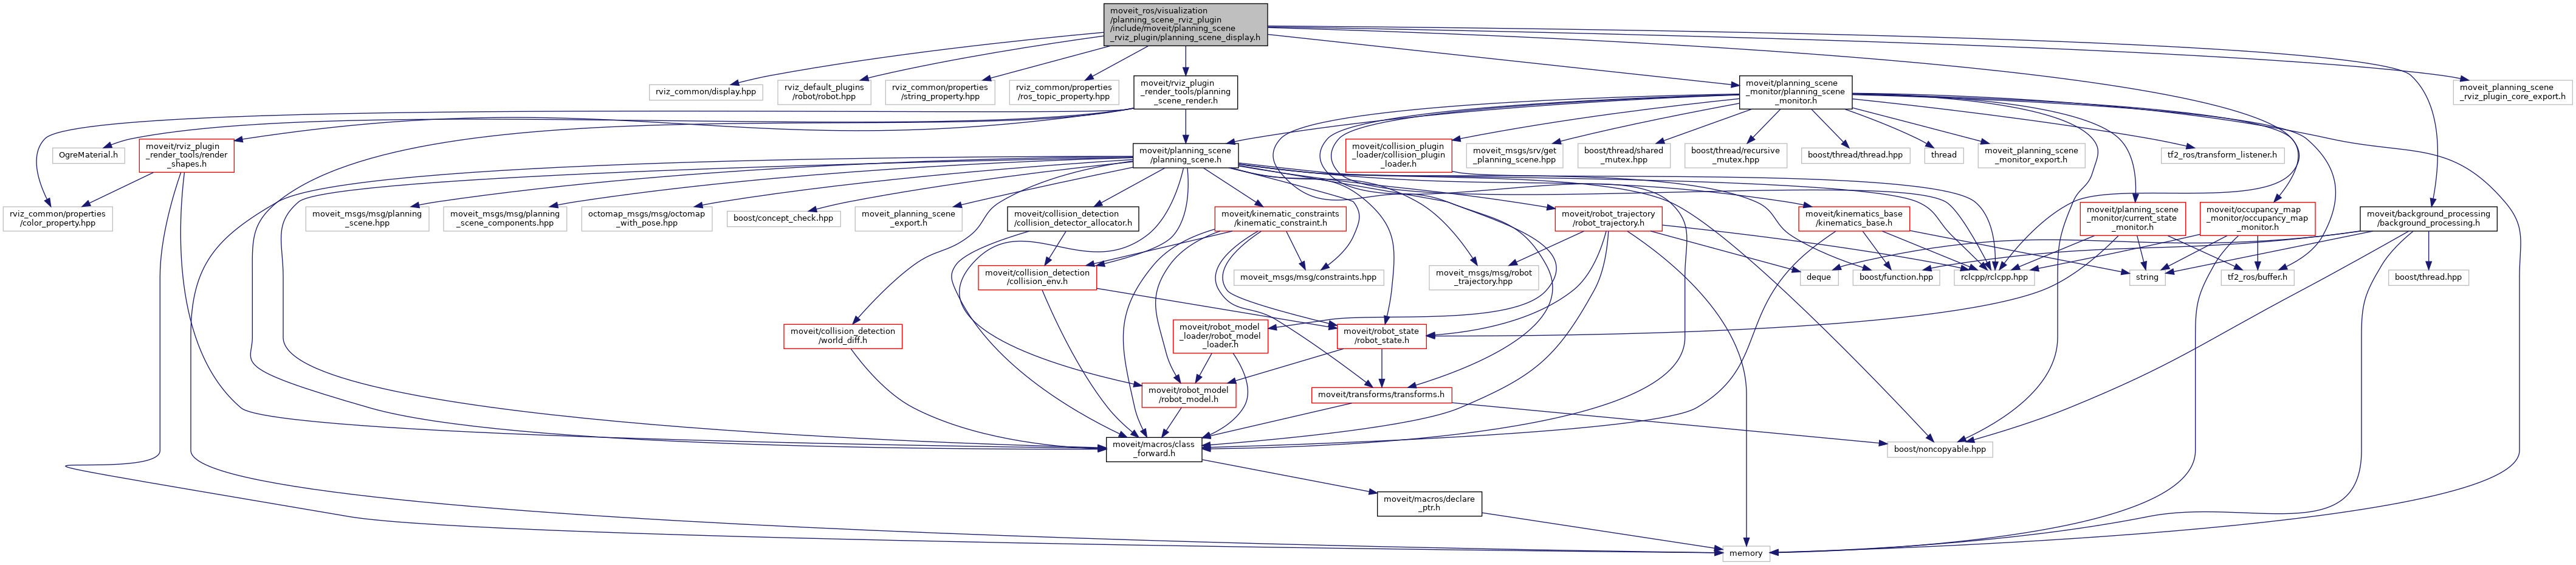 moveit_ros/visualization
/planning_scene_rviz_plugin
/include/moveit/planning_scene
_rviz_plugin/planning_scene_display.h
rviz_common/display.hpp
rviz_default_plugins
/robot/robot.hpp
rviz_common/properties
/string_property.hpp
rviz_common/properties
/ros_topic_property.hpp
moveit/rviz_plugin
_render_tools/planning
_scene_render.h
moveit/planning_scene
_monitor/planning_scene
_monitor.h
moveit_planning_scene
_rviz_plugin_core_export.h
OgreMaterial.h
moveit/rviz_plugin
_render_tools/render
_shapes.h
moveit/planning_scene
/planning_scene.h
moveit/collision_plugin
_loader/collision_plugin
_loader.h
moveit_msgs/srv/get
_planning_scene.hpp
boost/thread/shared
_mutex.hpp
boost/thread/recursive
_mutex.hpp
boost/thread/thread.hpp
thread
moveit_planning_scene
_monitor_export.h
tf2_ros/transform_listener.h
rviz_common/properties
/color_property.hpp
moveit_msgs/msg/planning
_scene.hpp
moveit_msgs/msg/planning
_scene_components.hpp
octomap_msgs/msg/octomap
_with_pose.hpp
boost/concept_check.hpp
moveit_planning_scene
_export.h
moveit/collision_detection
/collision_detector_allocator.h
moveit/kinematic_constraints
/kinematic_constraint.h
moveit/robot_trajectory
/robot_trajectory.h
moveit/kinematics_base
/kinematics_base.h
moveit/planning_scene
_monitor/current_state
_monitor.h
moveit/occupancy_map
_monitor/occupancy_map
_monitor.h
moveit/background_processing
/background_processing.h
moveit/collision_detection
/collision_env.h
moveit_msgs/msg/constraints.hpp
moveit_msgs/msg/robot
_trajectory.hpp
deque
boost/function.hpp
rclcpp/rclcpp.hpp
string
tf2_ros/buffer.h
boost/thread.hpp
moveit/collision_detection
/world_diff.h
moveit/robot_model
_loader/robot_model
_loader.h
moveit/robot_state
/robot_state.h
moveit/robot_model
/robot_model.h
moveit/transforms/transforms.h
moveit/macros/class
_forward.h
boost/noncopyable.hpp
moveit/macros/declare
_ptr.h
memory